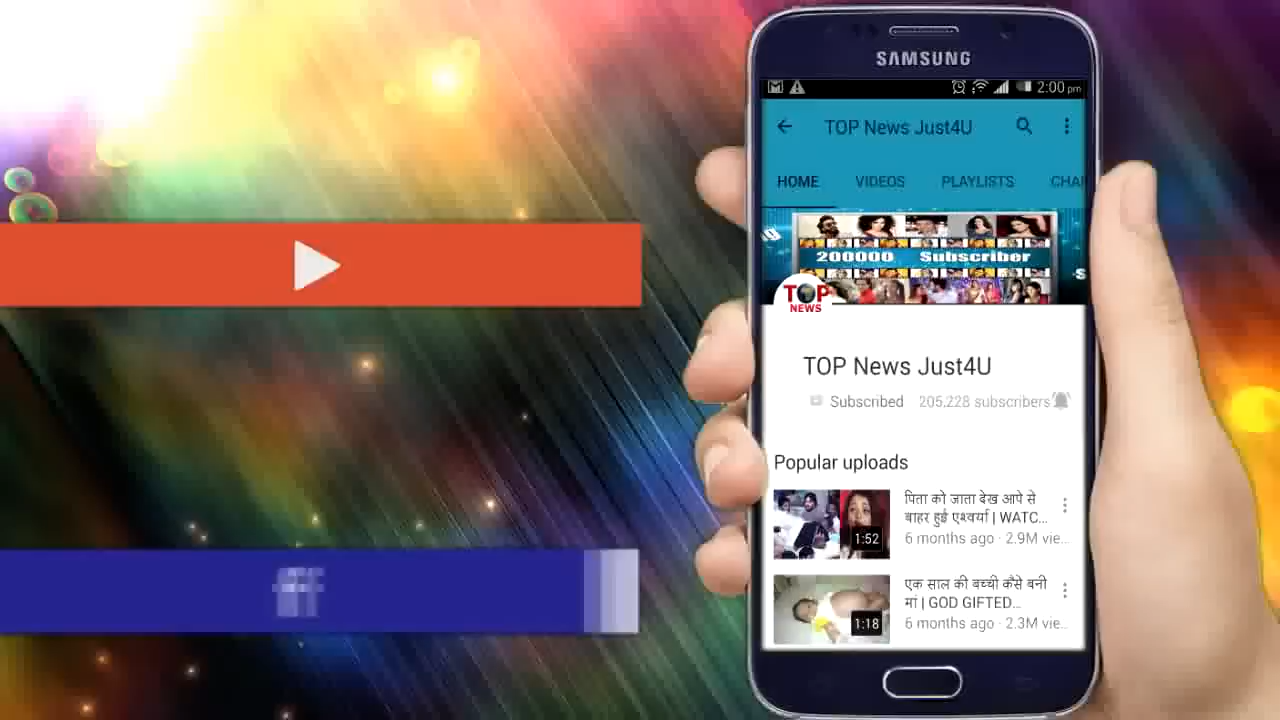 SAMSUNG
2:00 pm
TOP News Just4U
HOME VIDEOS PLAYLISTS CHAI
200000 Subscriber
TOP
NEWS
TOP News Just4U
Subscribed 205,228 subscribers
Popular uploads
पिता को जाता देख आपे से
बाहर हुई एश्वर्या | WATC...
1:52
6 months ago · 2.9M vie...
एक साल की बच्ची कैसे बनी
मां | GOD GIFTED...
1:18
6 months ago · 2.3M vie...